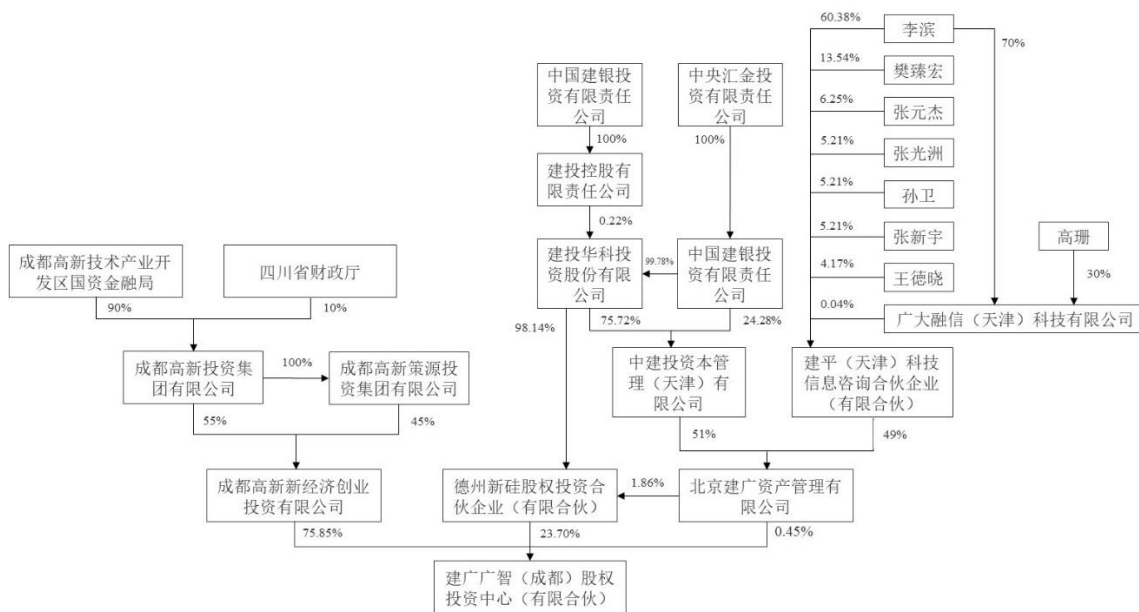 60.38%
李滨
70%
13.54%
樊臻宏
中国建银投
资有限责任
公司
中央汇金投
资有限责任
公司
6.25%
张元杰
100%
100%
5.21%
张光洲
建投控股有
限责任公司
5.21%
孙卫
0.22%
5.21%
张新宇
高珊
成都高新技术产业开
发区国资金融局
四川省财政厅
建投华科投
资股份有限
公司
99.78%
中国建银投
资有限责任
公司
4.17%
王德晓
30%
90%
10%
0.04%
广大融信（天津）科技有限公司
98.14%
75.72%
24.28%
成都高新投资集
团有限公司
100%
成都高新策源投
资集团有限公司
中建投资本管
理（天津）有
限公司
建平（天津）科技
信息咨询合伙企业
（有限合伙）
55%
45%
51%
49%
成都高新新经济创业
投资有限公司
德州新硅股权投资合
伙企业（有限合伙）
1.86%
北京建广资产管理有
限公司
75.85%
23.70%
0.45%
建广广智（成都）股权
投资中心（有限合伙）